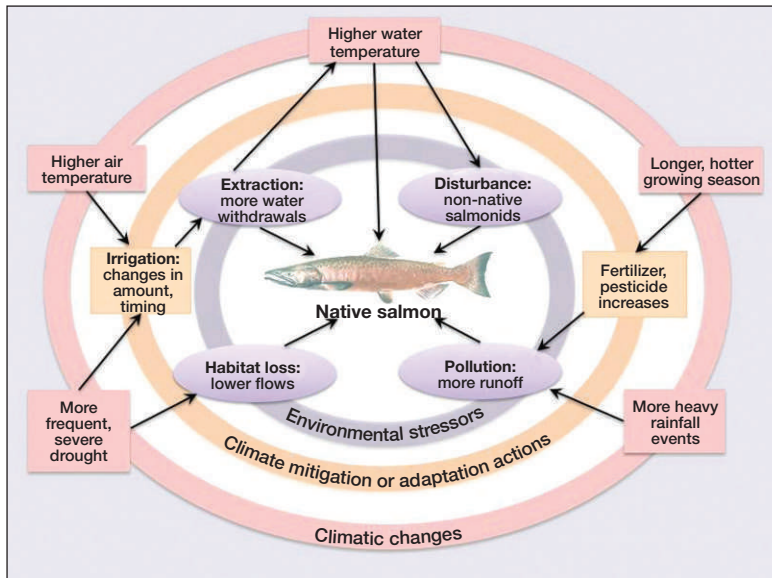 Higher water
temperature
Higher air
temperature
Extraction:
more water
withdrawals
Disturbance:
non-native
salmonids
Longer, hotter
growing season
Irrigation:
changes in
amount,
timing
Fertilizer,
pesticide
increases
Native salmon
Habitat loss:
lower flows
Pollution:
more runoff
More
frequent,
severe
drought
More heavy
rainfall
events
Environmental stressors
Climate mitigation or adaptation actions
Climatic changes